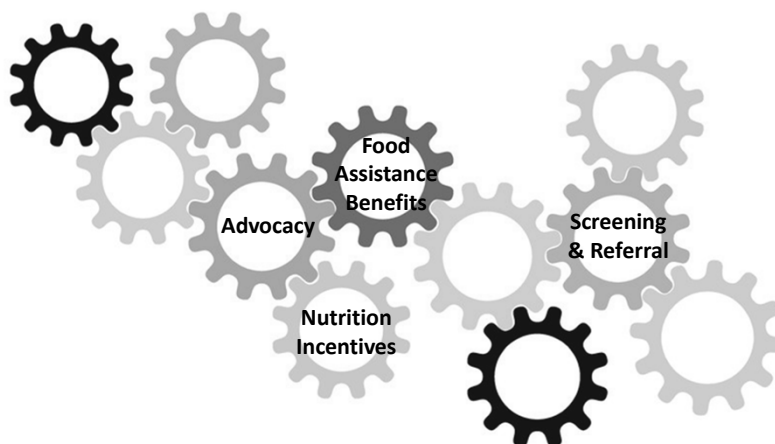 Food
Assistance
Benefits
Advocacy
Screening
& Referral
Nutrition
Incentives